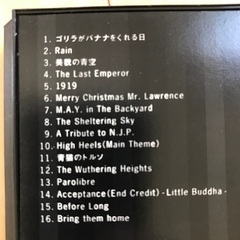 1. ゴリラがバナナをくれる日
2. Rain
3. 美貌の青空
4. The Last Emperor
5. 1919
6. Merry Christmas Mr. Lawrence
7. M.A.Y. in The Backyard
8. The Sheltering Sky
9. A Tribute to N.J.P.
10. High Heels(Main Theme)
11. 青猫のトルソ
12. The Wuthering Heights
13. Parolibre
14. Acceptance(End Credit)-Little Buddha-
15. Before Long
16. Bring them home